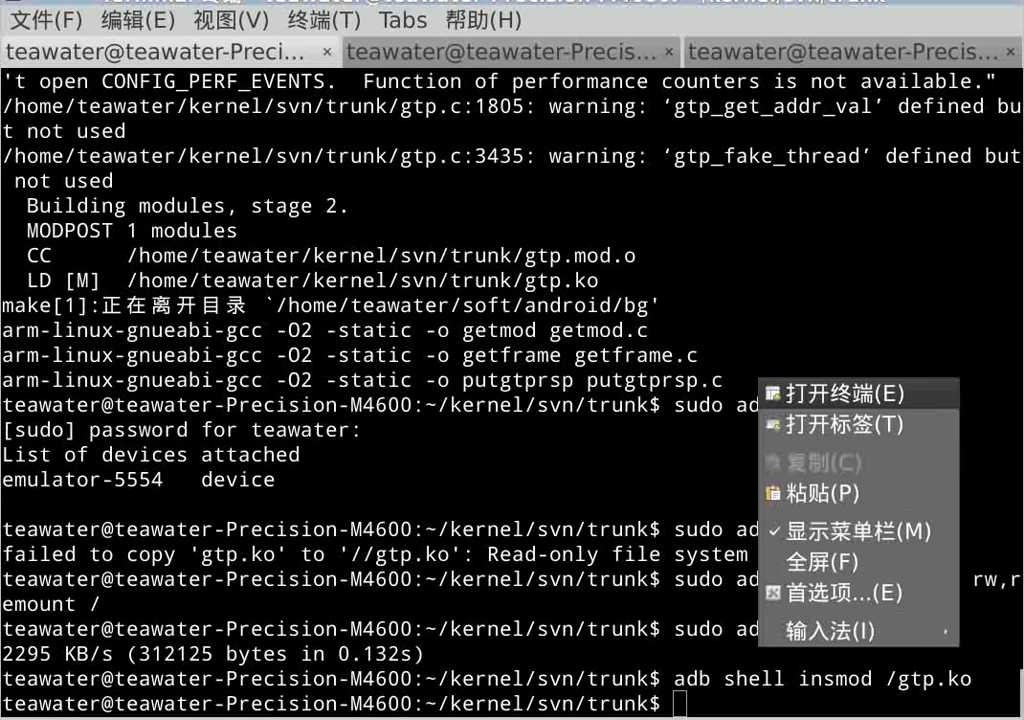 文件(F) 编辑(E) 视图(V) 终端(T) Tabs 帮助(H)
teawater@teawater-Preci... × teawater@teawater-Precis... × teawater@teawater-Precis... ×
't open CONFIG_PERF_EVENTS.  Function of performance counters is not available."
/home/teawater/kernel/svn/trunk/gtp.c:1805: warning: ‘gtp_get_addr_val’ defined bu
t not used
/home/teawater/kernel/svn/trunk/gtp.c:3435: warning: ‘gtp_fake_thread’ defined but
 not used
  Building modules, stage 2.
  MODPOST 1 modules
  CC      /home/teawater/kernel/svn/trunk/gtp.mod.o
  LD [M]  /home/teawater/kernel/svn/trunk/gtp.ko
make[1]:正在离开目录 `/home/teawater/soft/android/bg'
arm-linux-gnueabi-gcc -O2 -static -o getmod getmod.c
arm-linux-gnueabi-gcc -O2 -static -o getframe getframe.c
arm-linux-gnueabi-gcc -O2 -static -o putgtprsp putgtprsp.c
teawater@teawater-Precision-M4600:~/kernel/svn/trunk$ sudo ad
[sudo] password for teawater:
List of devices attached
emulator-5554   device
teawater@teawater-Precision-M4600:~/kernel/svn/trunk$ sudo ad
failed to copy 'gtp.ko' to '//gtp.ko': Read-only file system
teawater@teawater-Precision-M4600:~/kernel/svn/trunk$ sudo ad rw,r
emount /
teawater@teawater-Precision-M4600:~/kernel/svn/trunk$ sudo ad
2295 KB/s (312125 bytes in 0.132s)
teawater@teawater-Precision-M4600:~/kernel/svn/trunk$ adb shell insmod /gtp.ko
teawater@teawater-Precision-M4600:~/kernel/svn/trunk$
打开终端(E)
打开标签(T)
复制(C)
粘贴(P)
显示菜单栏(M)
全屏(F)
首选项...(E)
输入法(I)